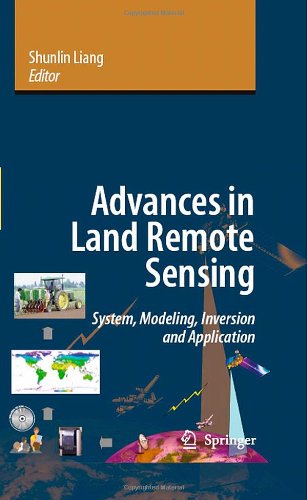 Shunlin Liang
Editor
Advances in
Land Remote
Sensing
System, Modeling, Inversion
and Application
Springer